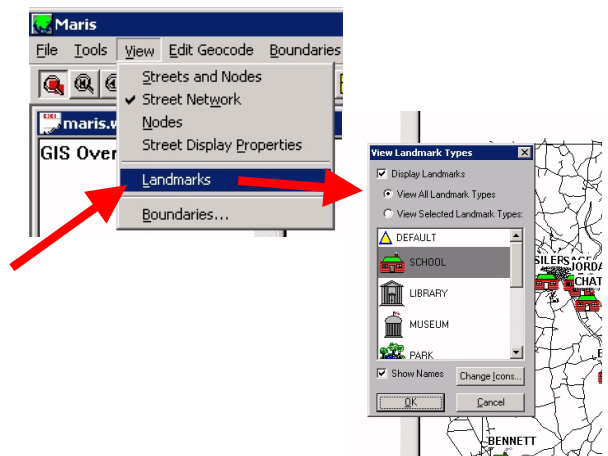 Maris
File Tools View Edit Geocode Boundaries
Streets and Nodes
Street Network
Nodes
Street Display Properties
Landmarks
Boundaries...
maris.w
GIS Over
View Landmark Types
Display Landmarks
View All Landmark Types
View Selected Landmark Types:
DEFAULT
SCHOOL
LIBRARY
MUSEUM
PARK
Show Names
Change Icons...
OK
Cancel
SILERS
JORDA
CHAT
BENNETT